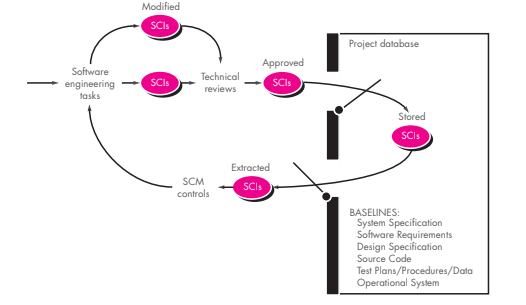 Modified
SCIs
Project database
Software
engineering
tasks
SCIs
Technical
reviews
Approved
SCIs
Stored
SCIs
Extracted
SCIs
SCM
controls
BASELINES:
System Specification
Software Requirements
Design Specification
Source Code
Test Plans/Procedures/Data
Operational System